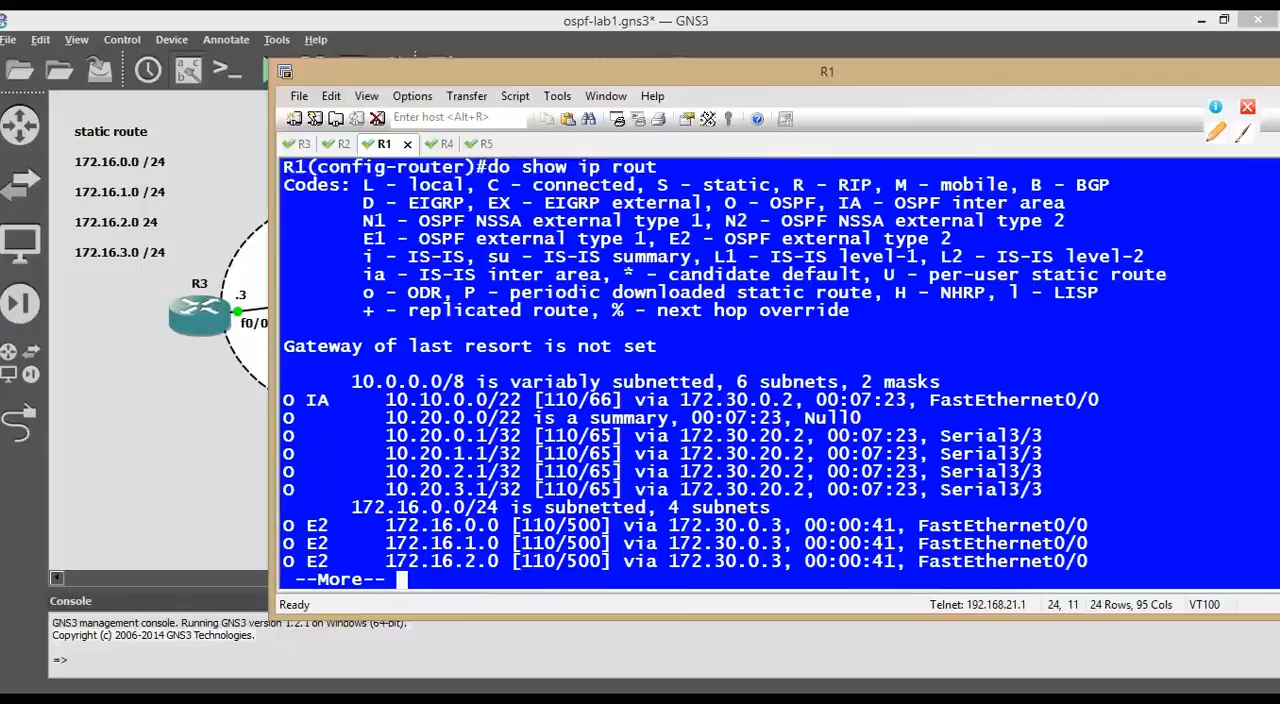 ospf-lab1.gns3* — GNS3
File Edit View Control Device Annotate Tools Help
static route
172.16.0.0 /24
172.16.1.0 /24
172.16.2.0 24
172.16.3.0 /24
R3
.3
f0/0
R1
File Edit View Options Transfer Script Tools Window Help
Enter host <Alt+R>
R3 R2 R1 R4 R5
R1(config-router)#do show ip rout
Codes: L - local, C - connected, S - static, R - RIP, M - mobile, B - BGP
D - EIGRP, EX - EIGRP external, O - OSPF, IA - OSPF inter area
N1 - OSPF NSSA external type 1, N2 - OSPF NSSA external type 2
E1 - OSPF external type 1, E2 - OSPF external type 2
i - IS-IS, su - IS-IS summary, L1 - IS-IS level-1, L2 - IS-IS level-2
ia - IS-IS inter area, * - candidate default, U - per-user static route
o - ODR, P - periodic downloaded static route, H - NHRP, l - LISP
+ - replicated route, % - next hop override
Gateway of last resort is not set
10.0.0.0/8 is variably subnetted, 6 subnets, 2 masks
O IA 10.10.0.0/22 [110/66] via 172.30.0.2, 00:07:23, FastEthernet0/0
O 10.20.0.0/22 is a summary, 00:07:23, Null0
O 10.20.0.1/32 [110/65] via 172.30.20.2, 00:07:23, Serial3/3
O 10.20.1.1/32 [110/65] via 172.30.20.2, 00:07:23, Serial3/3
O 10.20.2.1/32 [110/65] via 172.30.20.2, 00:07:23, Serial3/3
O 10.20.3.1/32 [110/65] via 172.30.20.2, 00:07:23, Serial3/3
172.16.0.0/24 is subnetted, 4 subnets
O E2 172.16.0.0 [110/500] via 172.30.0.3, 00:00:41, FastEthernet0/0
O E2 172.16.1.0 [110/500] via 172.30.0.3, 00:00:41, FastEthernet0/0
O E2 172.16.2.0 [110/500] via 172.30.0.3, 00:00:41, FastEthernet0/0
--More--
Ready Telnet: 192.168.21.1 24, 11 24 Rows, 95 Cols VT100
Console
GNS3 management console. Running GNS3 version 1.2.1 on Windows (64-bit).
Copyright (c) 2006-2014 GNS3 Technologies.
=>